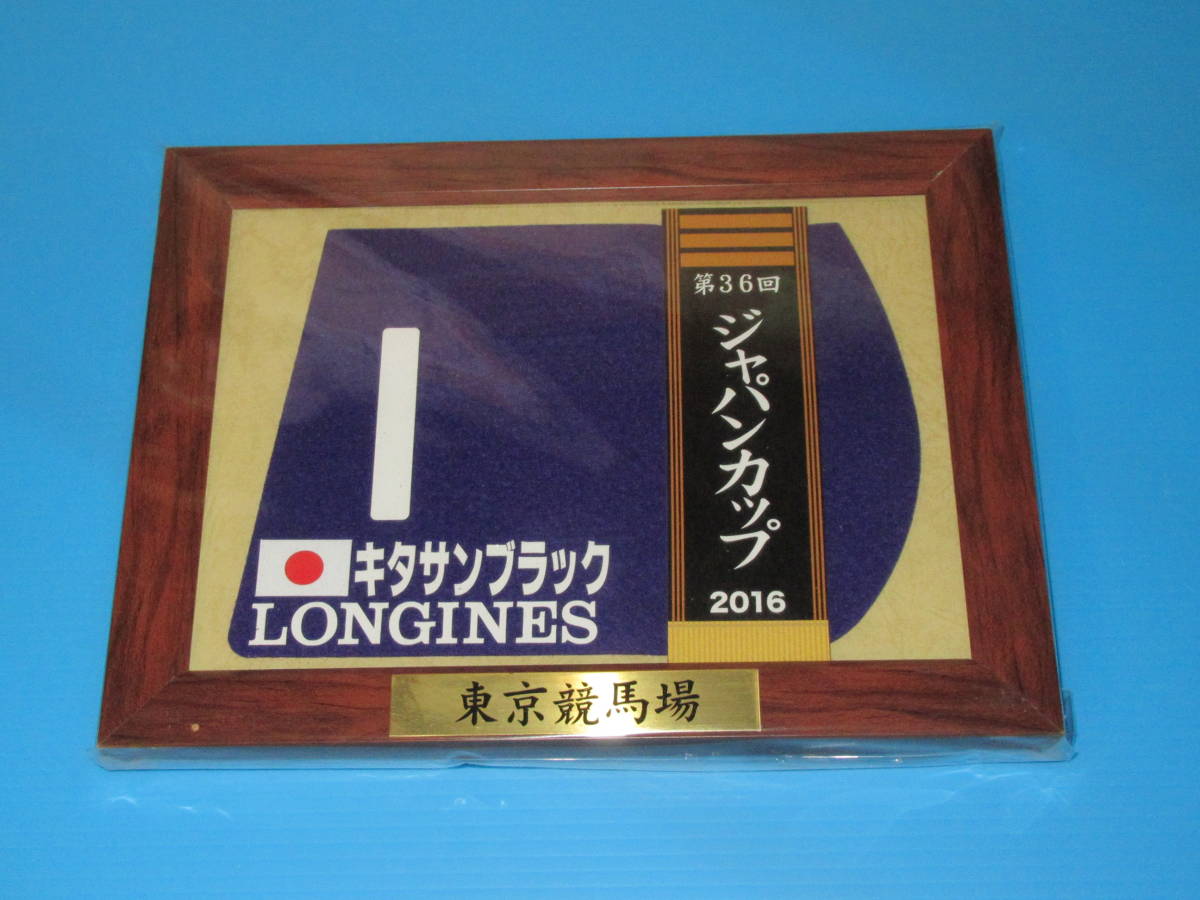 第36回
ジャパンカップ
2016
1
キタサンブラック
LONGINES
東京競馬場